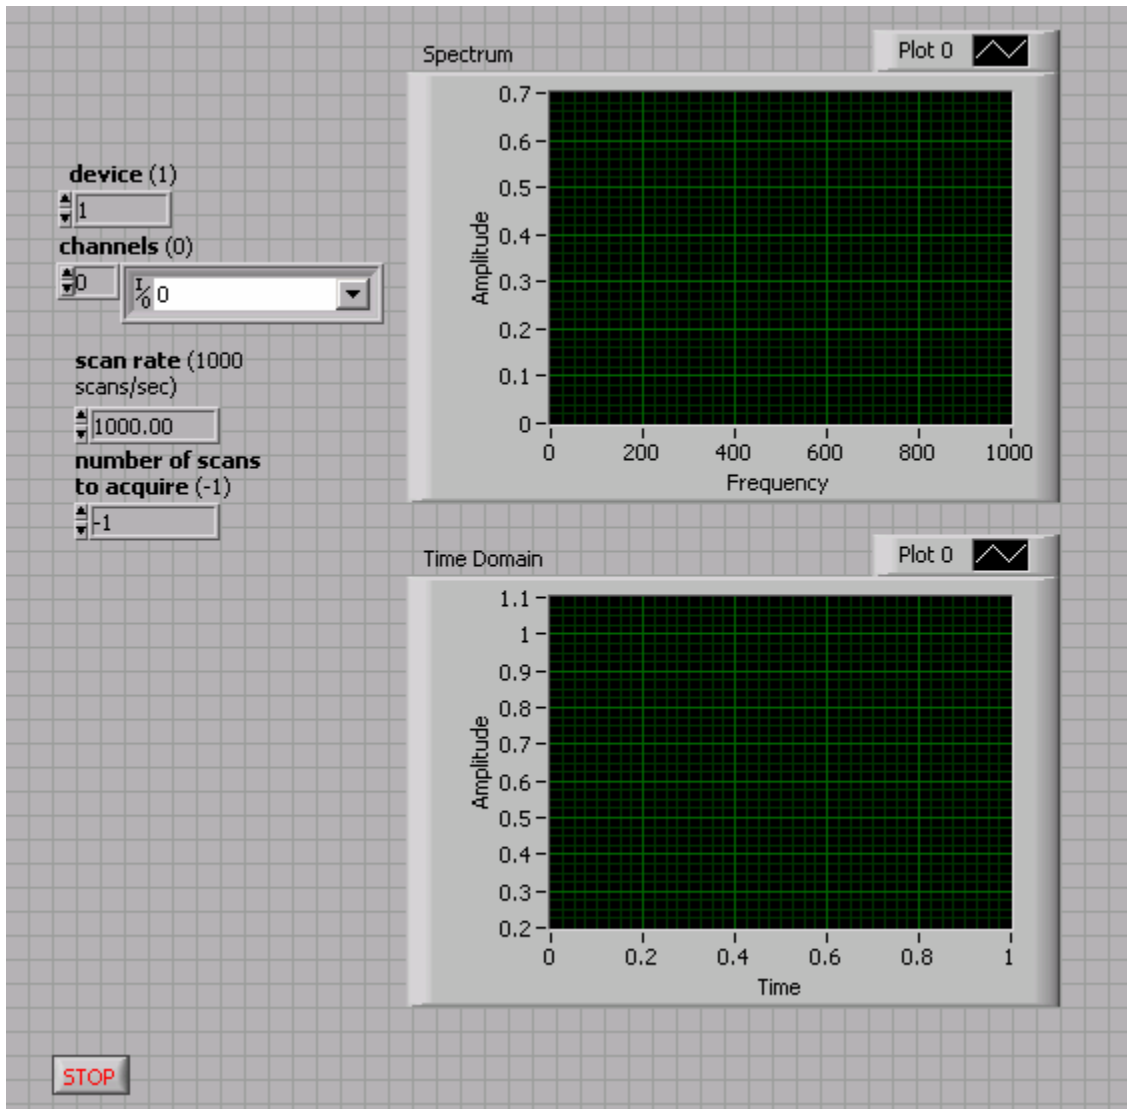 Spectrum
Plot 0
0.7
0.6
0.5
0.4
0.3
0.2
0.1
0
Amplitude
0 200 400 600 800 1000
Frequency
device (1)
1
channels (0)
0
I/O 0
scan rate (1000
scans/sec)
1000.00
number of scans
to acquire (-1)
-1
Time Domain
Plot 0
1.1
1
0.9
0.8
0.7
0.6
0.5
0.4
0.3
0.2
Amplitude
0 0.2 0.4 0.6 0.8 1
Time
STOP